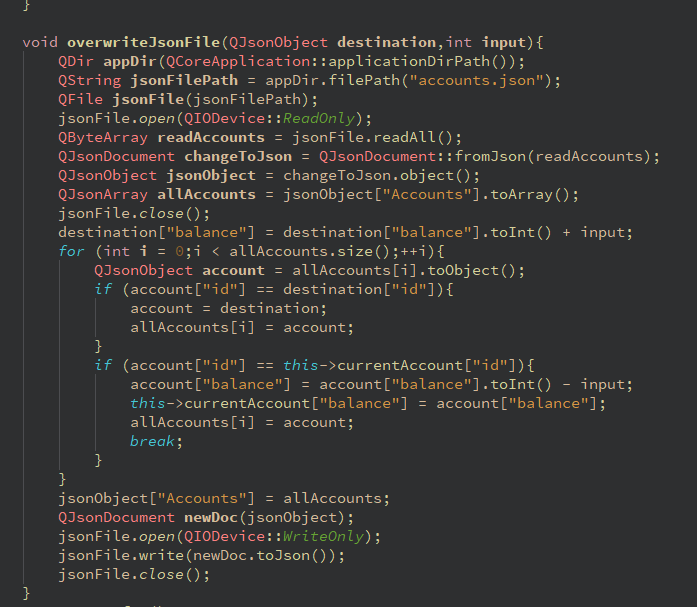 }
void overwriteJsonFile(QJsonObject destination,int input){
    QDir appDir(QCoreApplication::applicationDirPath());
    QString jsonFilePath = appDir.filePath("accounts.json");
    QFile jsonFile(jsonFilePath);
    jsonFile.open(QIODevice::ReadOnly);
    QByteArray readAccounts = jsonFile.readAll();
    QJsonDocument changeToJson = QJsonDocument::fromJson(readAccounts);
    QJsonObject jsonObject = changeToJson.object();
    QJsonArray allAccounts = jsonObject["Accounts"].toArray();
    jsonFile.close();
    destination["balance"] = destination["balance"].toInt() + input;
    for (int i = 0;i < allAccounts.size();++i){
        QJsonObject account = allAccounts[i].toObject();
        if (account["id"] == destination["id"]){
            account = destination;
            allAccounts[i] = account;
        }
        if (account["id"] == this->currentAccount["id"]){
            account["balance"] = account["balance"].toInt() - input;
            this->currentAccount["balance"] = account["balance"];
            allAccounts[i] = account;
            break;
        }
    }
    jsonObject["Accounts"] = allAccounts;
    QJsonDocument newDoc(jsonObject);
    jsonFile.open(QIODevice::WriteOnly);
    jsonFile.write(newDoc.toJson());
    jsonFile.close();
}